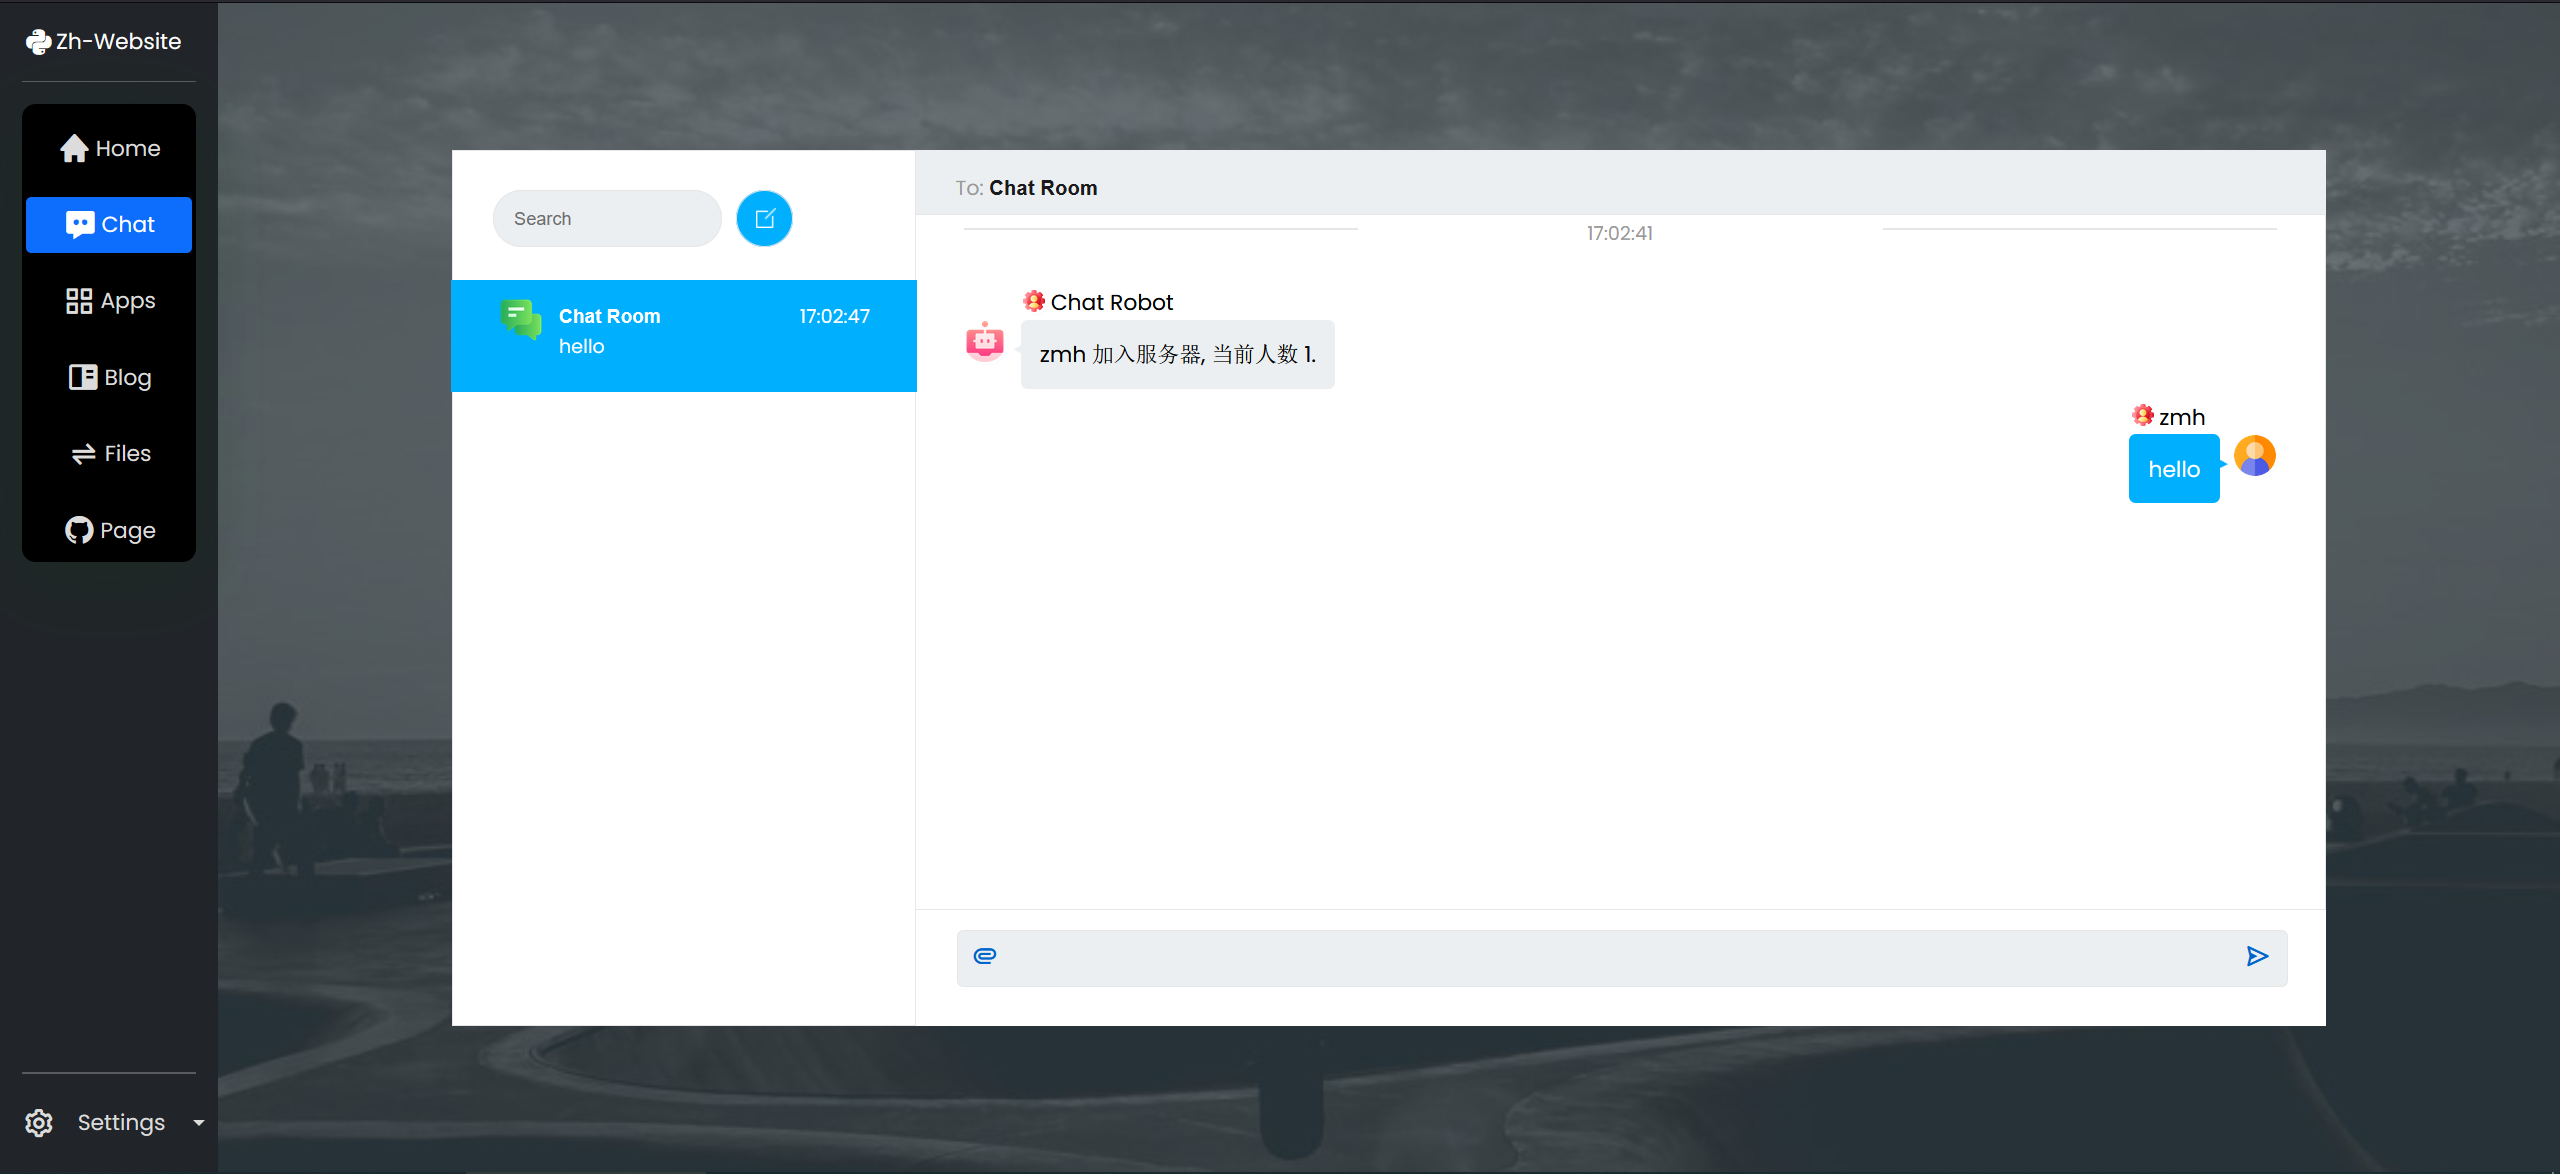 Zh-Website
Home
Chat
Apps
Blog
Files
Page
Settings
Search
Chat Room
17:02:47
hello
To: Chat Room
17:02:41
Chat Robot
zmh 加入服务器, 当前人数 1.
zmh
hello